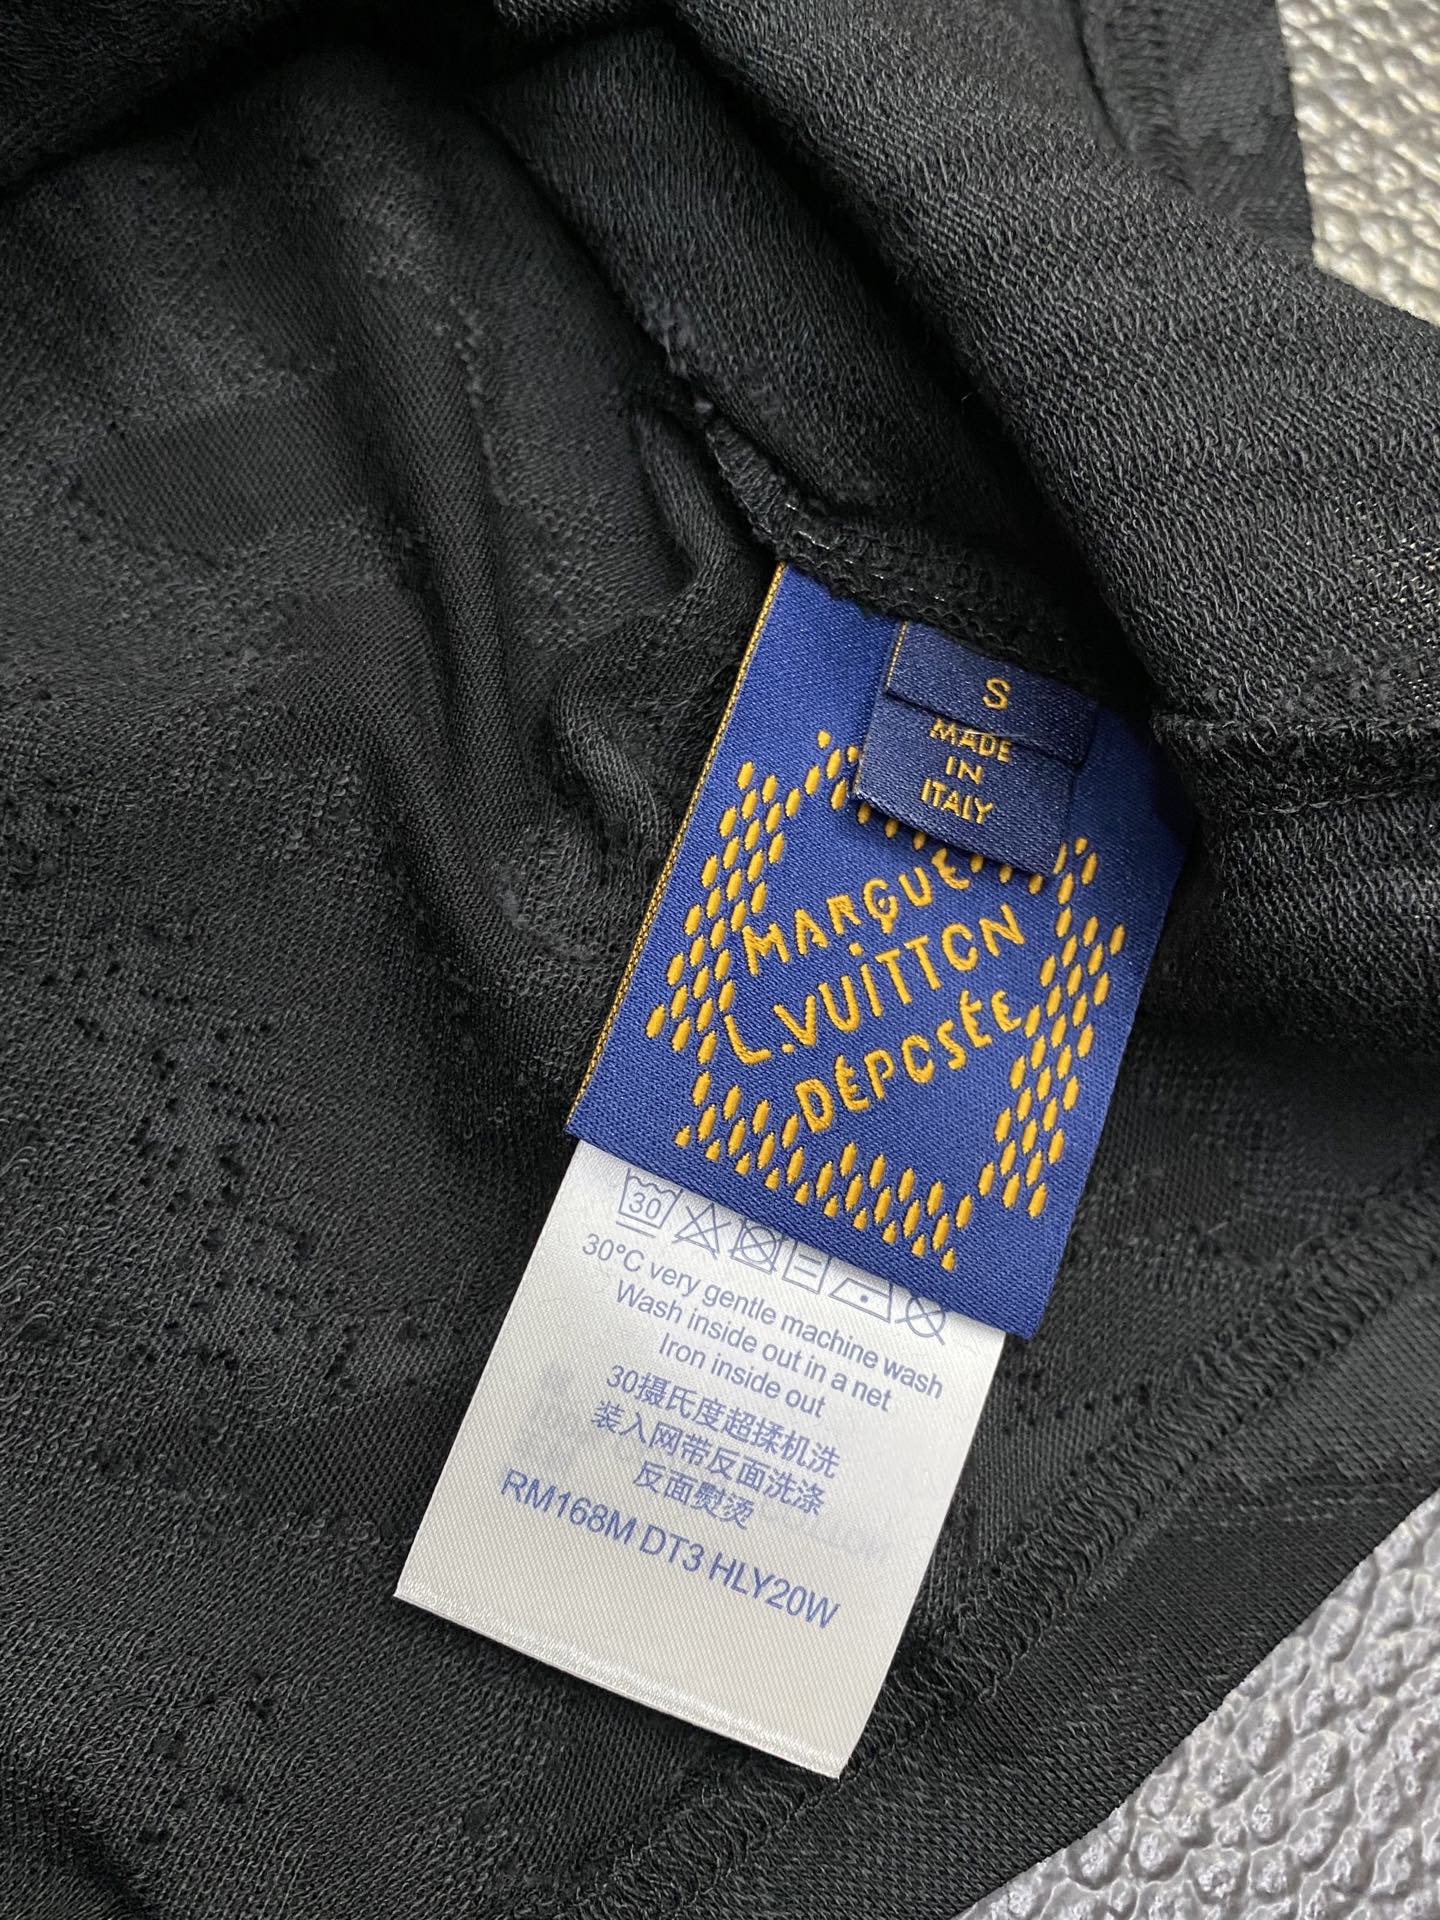 S
MADE
IN
ITALY
MARQUE
L.VUITTON
DÉPOSÉE
30
30°C very gentle machine wash
Wash inside out in a net
Iron inside out
30摄氏度超揉机洗
装入网带反面洗涤
反面熨烫
RM168M DT3 HLY20W